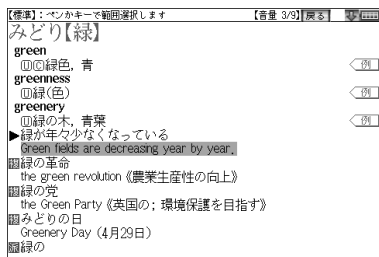 【標準】：ペンかキーで範囲選択します 【音量 3/9】 戻る
みどり【緑】
green
ⓊⒸ緑色，青 例
greenness
Ⓤ緑(色) 例
greenery
Ⓤ緑の木，青葉 例
▶緑が年々少なくなっている
Green fields are decreasing year by year.
緑の革命
the green revolution《農業生産性の向上》
緑の党
the Green Party《英国の；環境保護を目指す》
みどりの日
Greenery Day (4月29日)
緑の